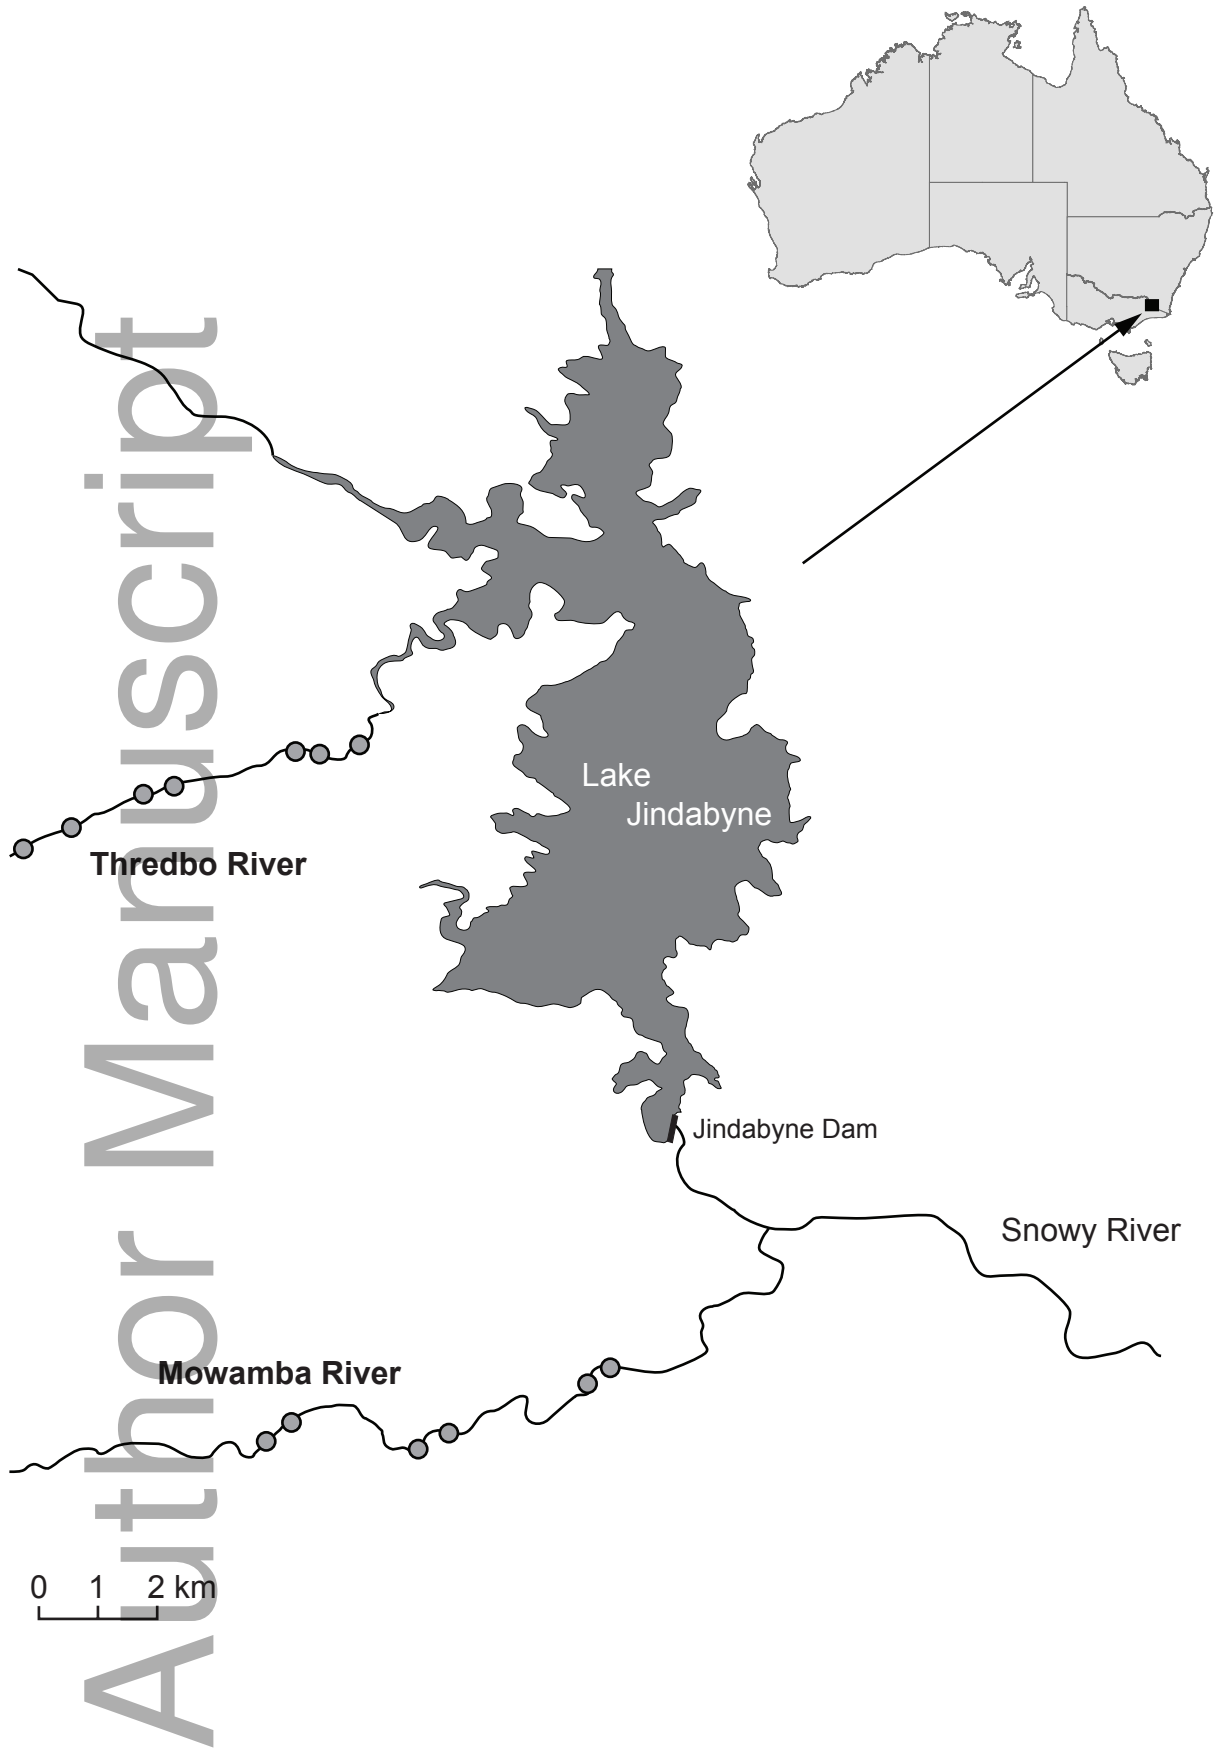 Lake
Jindabyne
Thredbo River
Jindabyne Dam
Snowy River
Mowamba River
0 1 2 km
Author Manuscript